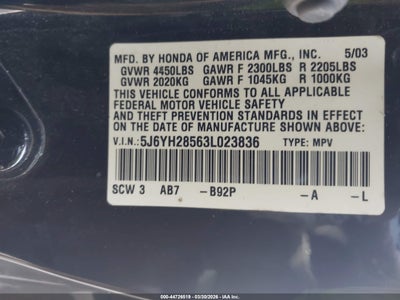 MFD. BY HONDA OF AMERICA MFG., INC. 5/03
GVWR 4450LBS GAWR F 2300LBS R 2205LBS
GVWR 2020KG GAWR F 1045KG R 1000KG
THIS VEHICLE CONFORMS TO ALL APPLICABLE
FEDERAL MOTOR VEHICLE SAFETY
AND THEFT PREVENTION STANDARDS IN
EFFECT ON THE DATE OF MANUFACTURE
SHOWN ABOVE.
V.I.N.: 5J6YH28563L023836 TYPE: MPV
SCW 3 AB7 –B92P –A –L
000-44726519 - 03/30/2026 - IAAP